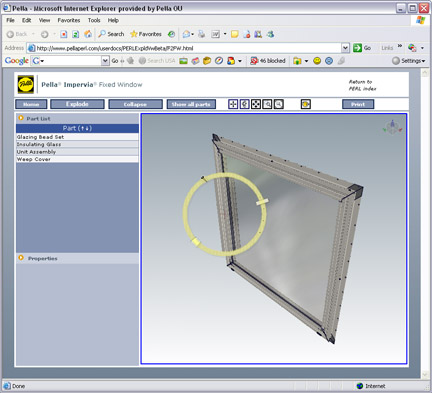 Pella - Microsoft Internet Explorer provided by Pella OU
File Edit View Favorites Tools Help
Back Search Favorites
Address http://www.pellaperl.com/userdocs/PERLExpldVwBeta/FZFW.html Go Links
Google G Go Search USA 46 blocked Settings
Pella® Impervia® Fixed Window
Return to
PERL index
Home Explode Collapse Show all parts Print
Part List
Part (↑↓)
Glazing Bead Set
Insulating Glass
Unit Assembly
Weep Cover
Properties
Done Internet